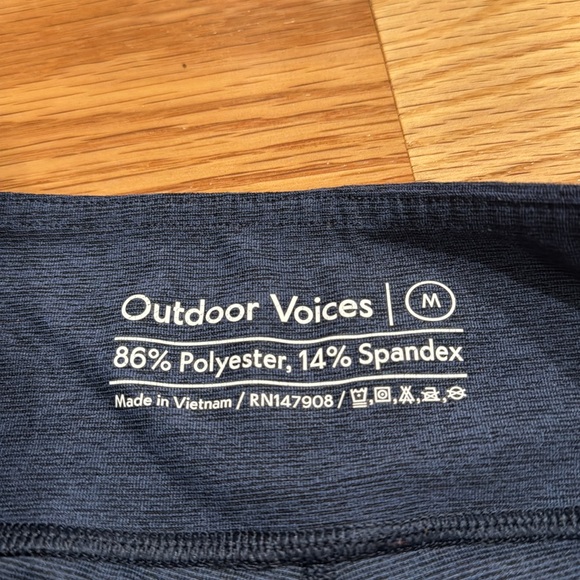 Outdoor Voices | M
86% Polyester, 14% Spandex
Made in Vietnam / RN147908 /